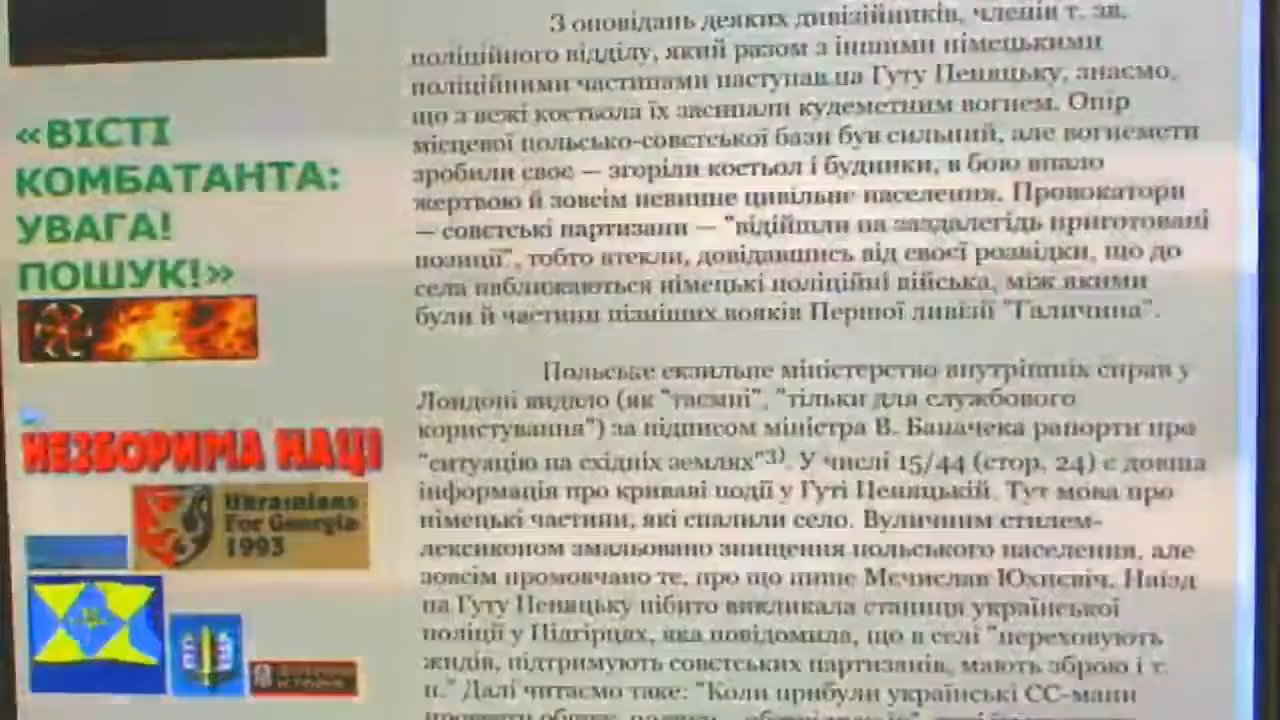 «ВІСТІ
КОМБАТАНТА:
УВАГА!
ПОШУК!»
НЕЗБОРИМА НАЦІ
Ukrainians
For Georgia
1993
З оповідань деяких дивізійників, членів т. зв.
поліційного відділу, який разом з іншими німецькими
поліційними частинами наступав на Гуту Пеняцьку, знаємо,
що з вежі костьола їх засипали кулеметним вогнем. Опір
місцевої польсько-совєтської бази був сильний, але вогнемети
зробили своє — згоріли костьол і будинки, в бою впало
жертвою й зовсім невинне цивільне населення. Провокатори
— совєтські партизани — "відійшли на заздалегідь приготовані
позиції", тобто втекли, довідавшись від своєї розвідки, що до
села наближаються німецькі поліційні війська, між якими
були й частини пізніших вояків Першої дивізії "Галичина".
Польське екзильне міністерство внутрішніх справ у
Лондоні видало (як "таємні", "тільки для службового
користування") за підписом міністра В. Баначека рапорти про
"ситуацію на східніх землях"3). У числі 15/44 (стор. 24) є довша
інформація про криваві події у Гуті Пеняцькій. Тут мова про
німецькі частини, які спалили село. Вуличним стилем-
лексиконом змальовано знищення польського населення, але
зовсім промовчано те, про що пише Мєчислав Юхнєвіч. Наїзд
на Гуту Пеняцьку нібито викликала станиця української
поліції у Підгірцях, яка повідомила, що в селі "переховують
жидів, підтримують совєтських партизанів, мають зброю і т.
п." Далі читаємо таке: "Коли прибули українські СС-мани